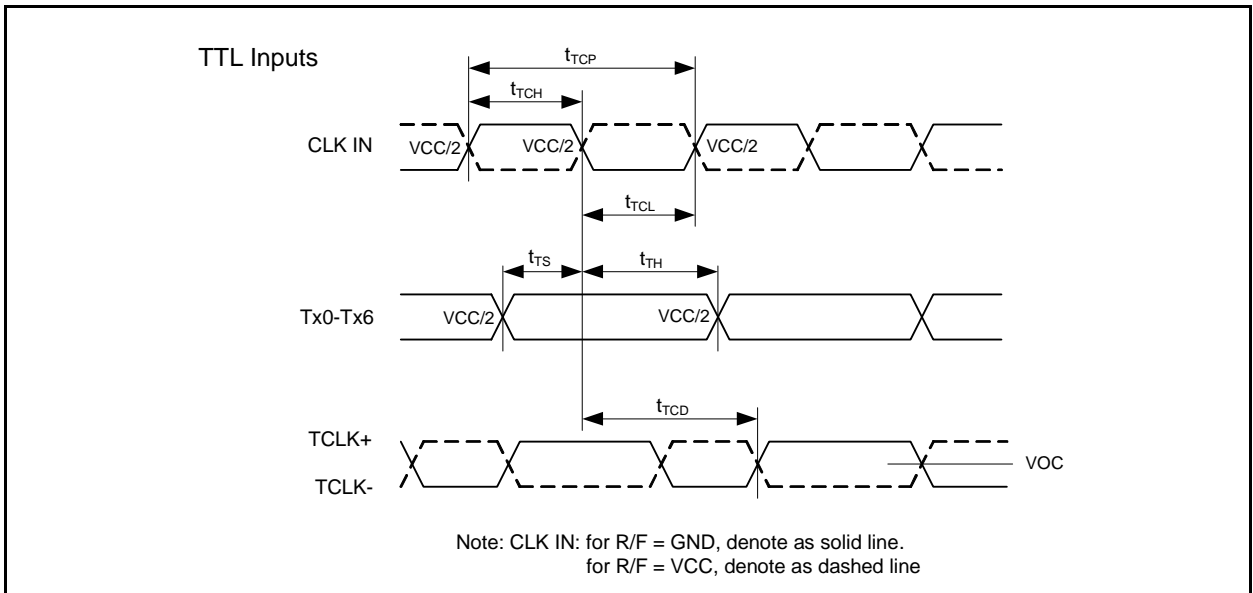 TTL Inputs
tTCP
tTCH
CLK IN
VCC/2
VCC/2
VCC/2
tTCL
tTS
tTH
Tx0-Tx6
VCC/2
VCC/2
tTCD
TCLK+
VOC
TCLK-
Note: CLK IN: for R/F = GND, denote as solid line.
for R/F = VCC, denote as dashed line